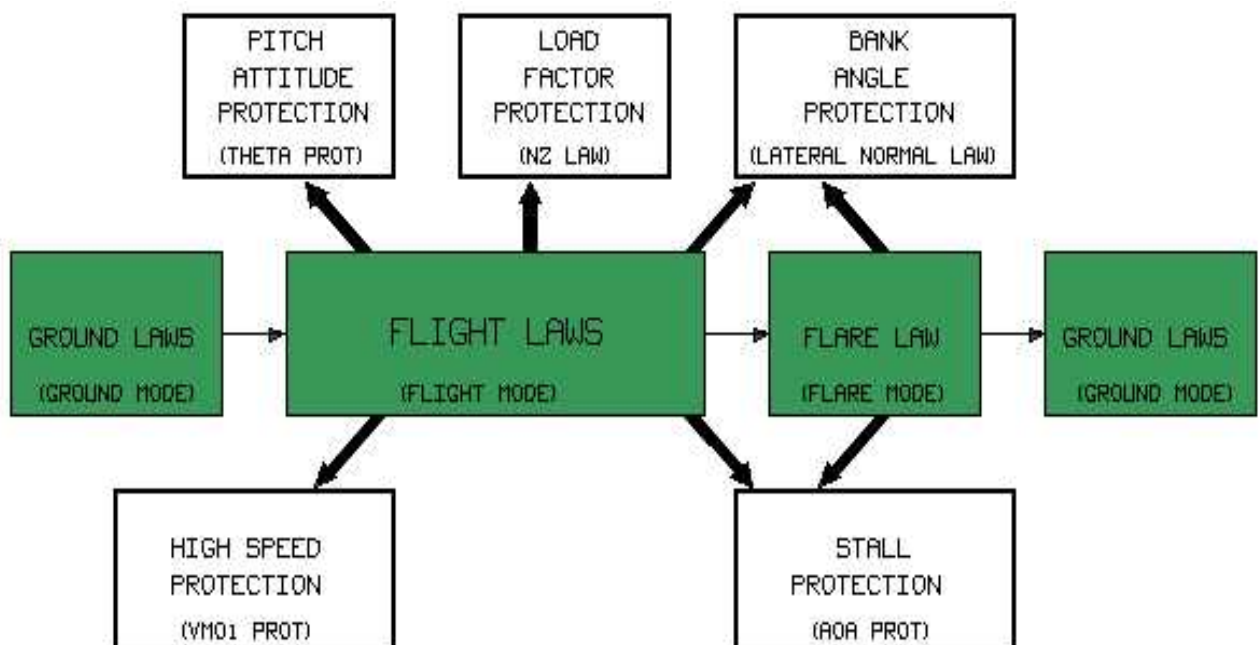 PITCH
ATTITUDE
PROTECTION
(THETA PROT)
LOAD
FACTOR
PROTECTION
(NZ LAW)
BANK
ANGLE
PROTECTION
(LATERAL NORMAL LAW)
GROUND LAWS
(GROUND MODE)
FLIGHT LAWS
(FLIGHT MODE)
FLARE LAW
(FLARE MODE)
GROUND LAWS
(GROUND MODE)
HIGH SPEED
PROTECTION
(VMO1 PROT)
STALL
PROTECTION
(AOA PROT)